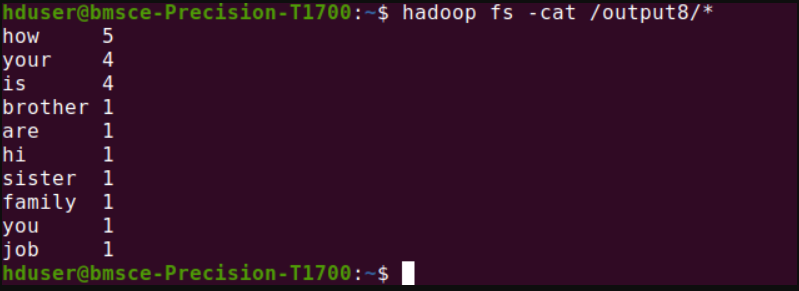 hduser@bmsce-Precision-T1700:~$ hadoop fs -cat /output8/*
how 5
your 4
is 4
brother 1
are 1
hi 1
sister 1
family 1
you 1
job 1
hduser@bmsce-Precision-T1700:~$